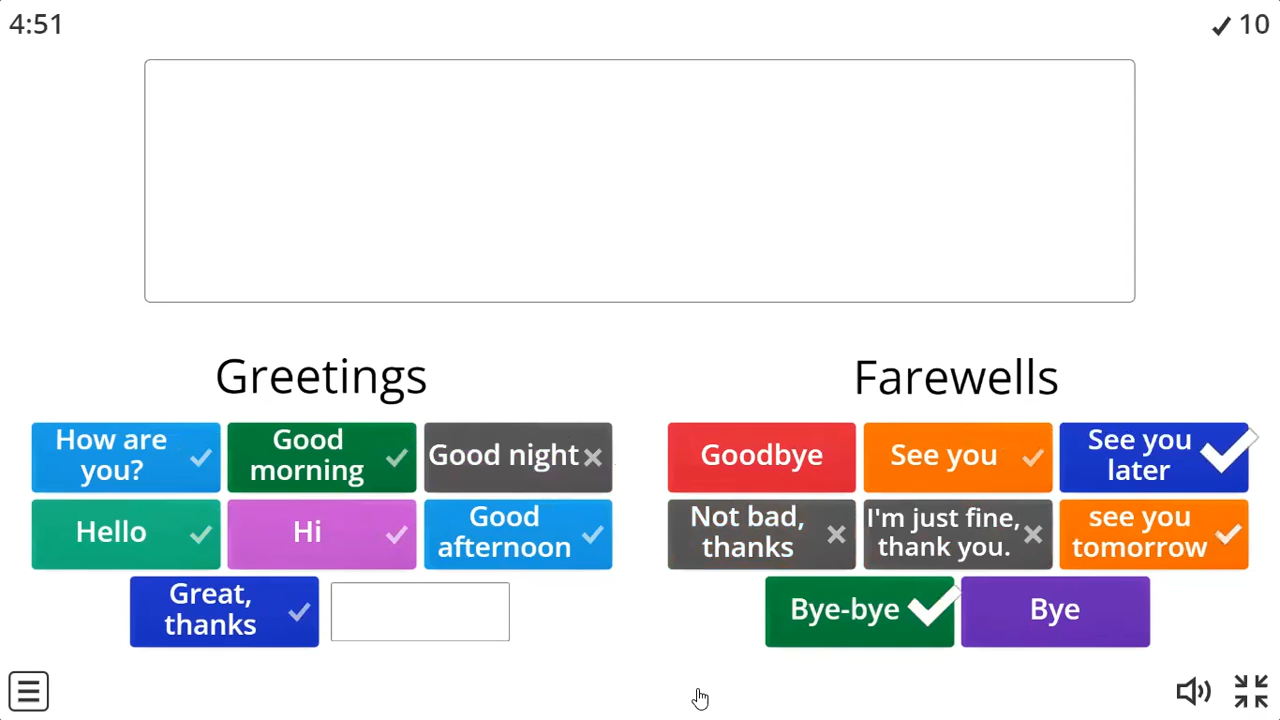 4:51
10
Greetings
Farewells
How are
you?
Good
morning
Good night
Goodbye
See you
See you
later
Hello
Hi
Good
afternoon
Not bad,
thanks
I'm just fine,
thank you.
see you
tomorrow
Great,
thanks
Bye-bye
Bye